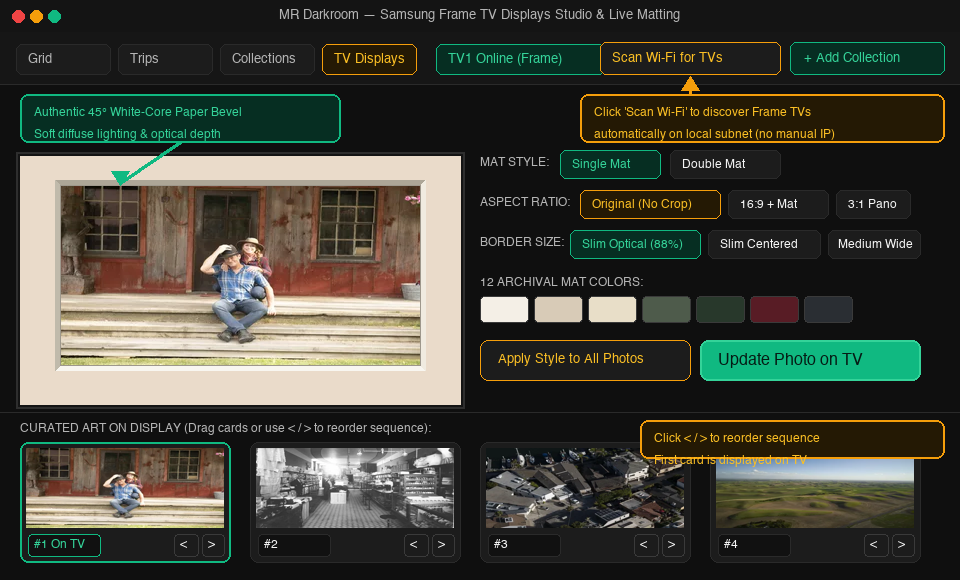 MR Darkroom — Samsung Frame TV Displays Studio & Live Matting
Grid
Trips
Collections
TV Displays
TV1 Online (Frame)
Scan Wi-Fi for TVs
+ Add Collection
Authentic 45° White-Core Paper Bevel
Soft diffuse lighting & optical depth
Click 'Scan Wi-Fi' to discover Frame TVs
automatically on local subnet (no manual IP)
MAT STYLE:
Single Mat
Double Mat
ASPECT RATIO:
Original (No Crop)
16:9 + Mat
3:1 Pano
BORDER SIZE:
Slim Optical (88%)
Slim Centered
Medium Wide
12 ARCHIVAL MAT COLORS:
Apply Style to All Photos
Update Photo on TV
CURATED ART ON DISPLAY (Drag cards or use < / > to reorder sequence):
Click < / > to reorder sequence
First card is displayed on TV
#1 On TV
<
>
#2
<
>
#3
<
>
#4
<
>